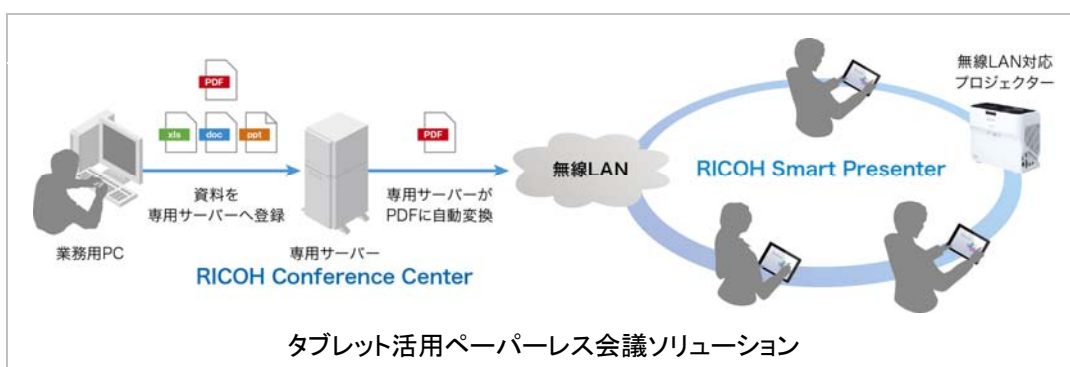 PDF
xls doc ppt
資料を
専用サーバーへ登録
業務用PC
専用サーバー
RICOH Conference Center
PDF
専用サーバーが
PDFに自動変換
無線LAN
RICOH Smart Presenter
無線LAN対応
プロジェクター
タブレット活用ペーパーレス会議ソリューション